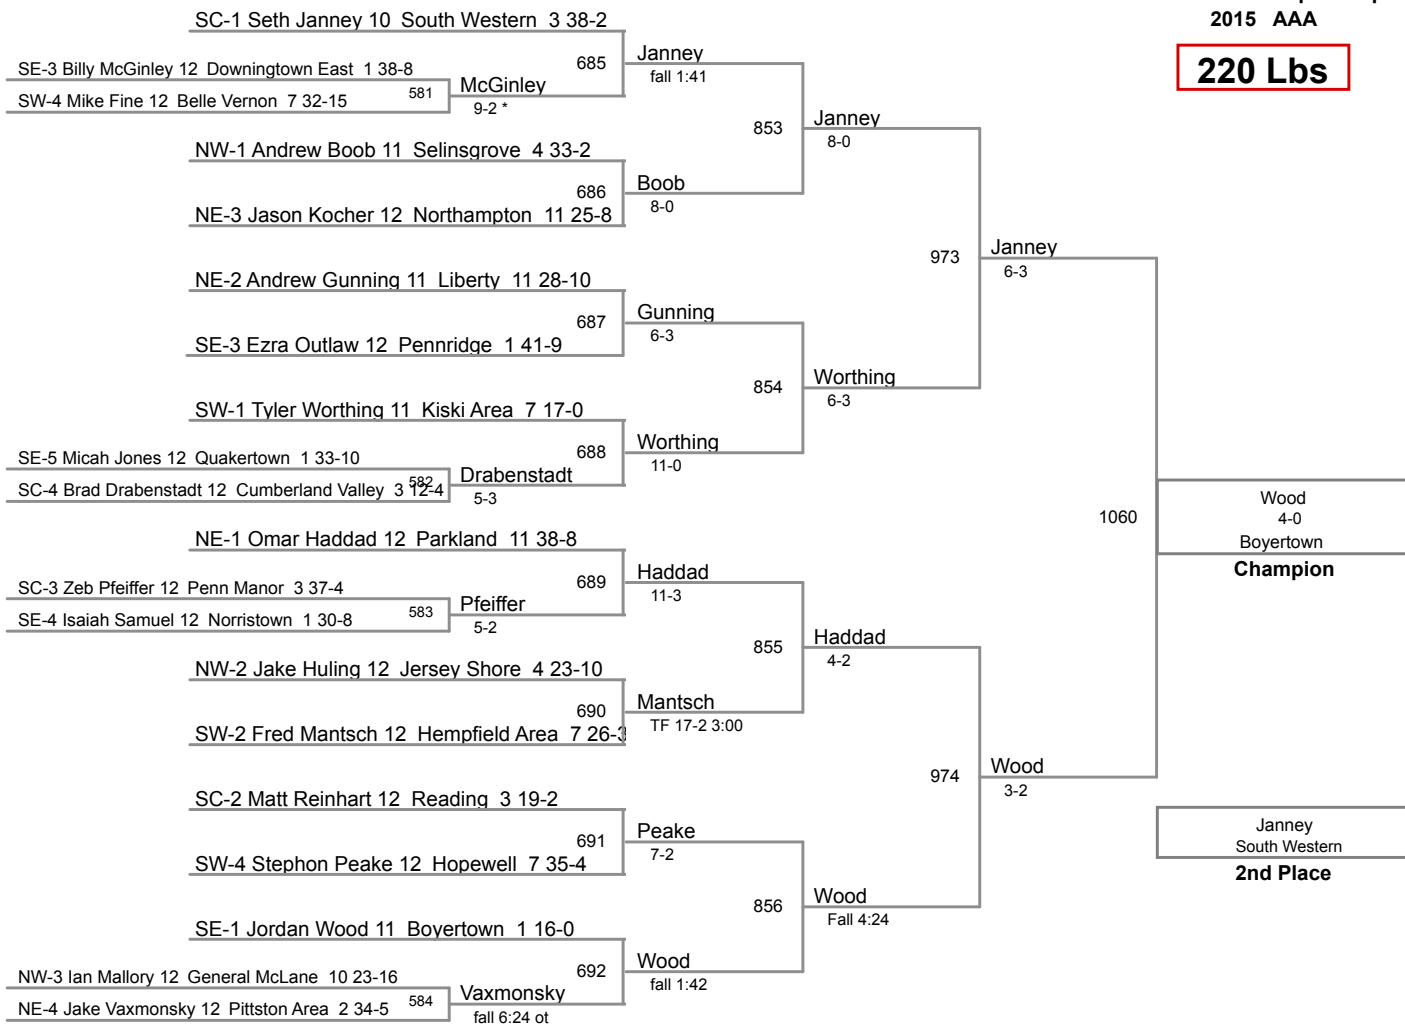 2015 AAA
220 Lbs
SC-1 Seth Janney 10 South Western 3 38-2
SE-3 Billy McGinley 12 Downingtown East 1 38-8
SW-4 Mike Fine 12 Belle Vernon 7 32-15
581
McGinley
9-2 *
685
Janney
fall 1:41
NW-1 Andrew Boob 11 Selinsgrove 4 33-2
NE-3 Jason Kocher 12 Northampton 11 25-8
686
Boob
8-0
853
Janney
8-0
NE-2 Andrew Gunning 11 Liberty 11 28-10
SE-3 Ezra Outlaw 12 Pennridge 1 41-9
687
Gunning
6-3
SW-1 Tyler Worthing 11 Kiski Area 7 17-0
SE-5 Micah Jones 12 Quakertown 1 33-10
SC-4 Brad Drabenstadt 12 Cumberland Valley 3 12-4
582
Drabenstadt
5-3
688
Worthing
11-0
854
Worthing
6-3
973
Janney
6-3
NE-1 Omar Haddad 12 Parkland 11 38-8
SC-3 Zeb Pfeiffer 12 Penn Manor 3 37-4
SE-4 Isaiah Samuel 12 Norristown 1 30-8
583
Pfeiffer
5-2
689
Haddad
11-3
NW-2 Jake Huling 12 Jersey Shore 4 23-10
SW-2 Fred Mantsch 12 Hempfield Area 7 26-3
690
Mantsch
TF 17-2 3:00
855
Haddad
4-2
SC-2 Matt Reinhart 12 Reading 3 19-2
SW-4 Stephon Peake 12 Hopewell 7 35-4
691
Peake
7-2
SE-1 Jordan Wood 11 Boyertown 1 16-0
NW-3 Ian Mallory 12 General McLane 10 23-16
NE-4 Jake Vaxmonsky 12 Pittston Area 2 34-5
584
Vaxmonsky
fall 6:24 ot
692
Wood
fall 1:42
856
Wood
Fall 4:24
974
Wood
3-2
1060
Wood
4-0
Boyertown
Champion
Janney
South Western
2nd Place